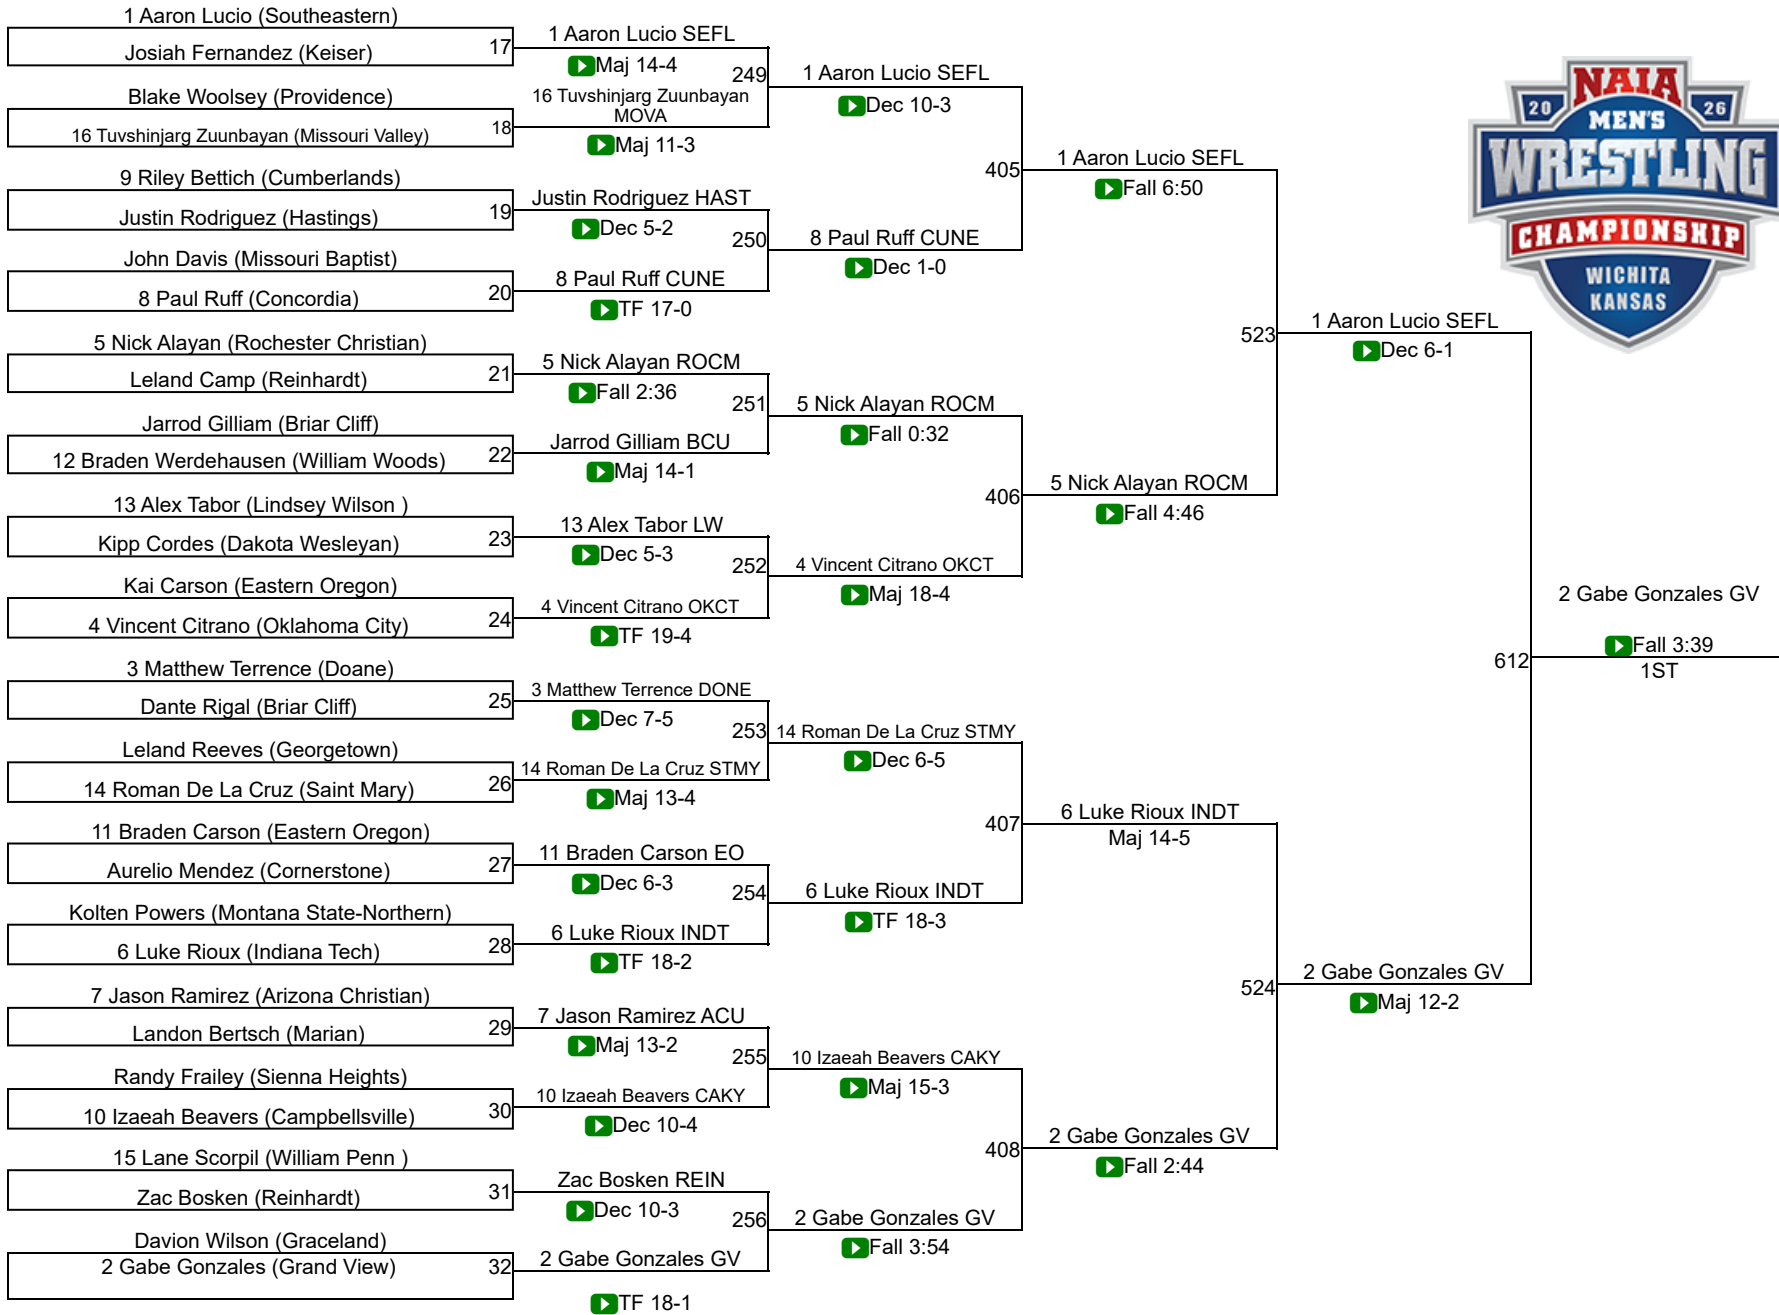 1 Aaron Lucio (Southeastern)
Josiah Fernandez (Keiser)
17
Blake Woolsey (Providence)
16 Tuvshinjarg Zuunbayan (Missouri Valley)
18
9 Riley Bettich (Cumberlands)
Justin Rodriguez (Hastings)
19
John Davis (Missouri Baptist)
8 Paul Ruff (Concordia)
20
5 Nick Alayan (Rochester Christian)
Leland Camp (Reinhardt)
21
Jarrod Gilliam (Briar Cliff)
12 Braden Werdehausen (William Woods)
22
13 Alex Tabor (Lindsey Wilson )
Kipp Cordes (Dakota Wesleyan)
23
Kai Carson (Eastern Oregon)
4 Vincent Citrano (Oklahoma City)
24
3 Matthew Terrence (Doane)
Dante Rigal (Briar Cliff)
25
Leland Reeves (Georgetown)
14 Roman De La Cruz (Saint Mary)
26
11 Braden Carson (Eastern Oregon)
Aurelio Mendez (Cornerstone)
27
Kolten Powers (Montana State-Northern)
6 Luke Rioux (Indiana Tech)
28
7 Jason Ramirez (Arizona Christian)
Landon Bertsch (Marian)
29
Randy Frailey (Sienna Heights)
10 Izaeah Beavers (Campbellsville)
30
15 Lane Scorpil (William Penn )
Zac Bosken (Reinhardt)
31
Davion Wilson (Graceland)
2 Gabe Gonzales (Grand View)
32
1 Aaron Lucio SEFL
Maj 14-4
249
16 Tuvshinjarg Zuunbayan
MOVA
Maj 11-3
Justin Rodriguez HAST
Dec 5-2
250
8 Paul Ruff CUNE
TF 17-0
5 Nick Alayan ROCM
Fall 2:36
251
Jarrod Gilliam BCU
Maj 14-1
13 Alex Tabor LW
Dec 5-3
252
4 Vincent Citrano OKCT
TF 19-4
3 Matthew Terrence DONE
Dec 7-5
253
14 Roman De La Cruz STMY
Maj 13-4
11 Braden Carson EO
Dec 6-3
254
6 Luke Rioux INDT
TF 18-2
7 Jason Ramirez ACU
Maj 13-2
255
10 Izaeah Beavers CAKY
Dec 10-4
Zac Bosken REIN
Dec 10-3
256
2 Gabe Gonzales GV
TF 18-1
1 Aaron Lucio SEFL
Dec 10-3
405
8 Paul Ruff CUNE
Dec 1-0
5 Nick Alayan ROCM
Fall 0:32
406
4 Vincent Citrano OKCT
Maj 18-4
14 Roman De La Cruz STMY
Dec 6-5
407
6 Luke Rioux INDT
TF 18-3
10 Izaeah Beavers CAKY
Maj 15-3
408
2 Gabe Gonzales GV
Fall 3:54
1 Aaron Lucio SEFL
Fall 6:50
523
5 Nick Alayan ROCM
Fall 4:46
6 Luke Rioux INDT
Maj 14-5
524
2 Gabe Gonzales GV
Fall 2:44
1 Aaron Lucio SEFL
Dec 6-1
612
2 Gabe Gonzales GV
Maj 12-2
2 Gabe Gonzales GV
Fall 3:39
1ST
NAIA
20 26
MEN'S
WRESTLING
CHAMPIONSHIP
WICHITA
KANSAS